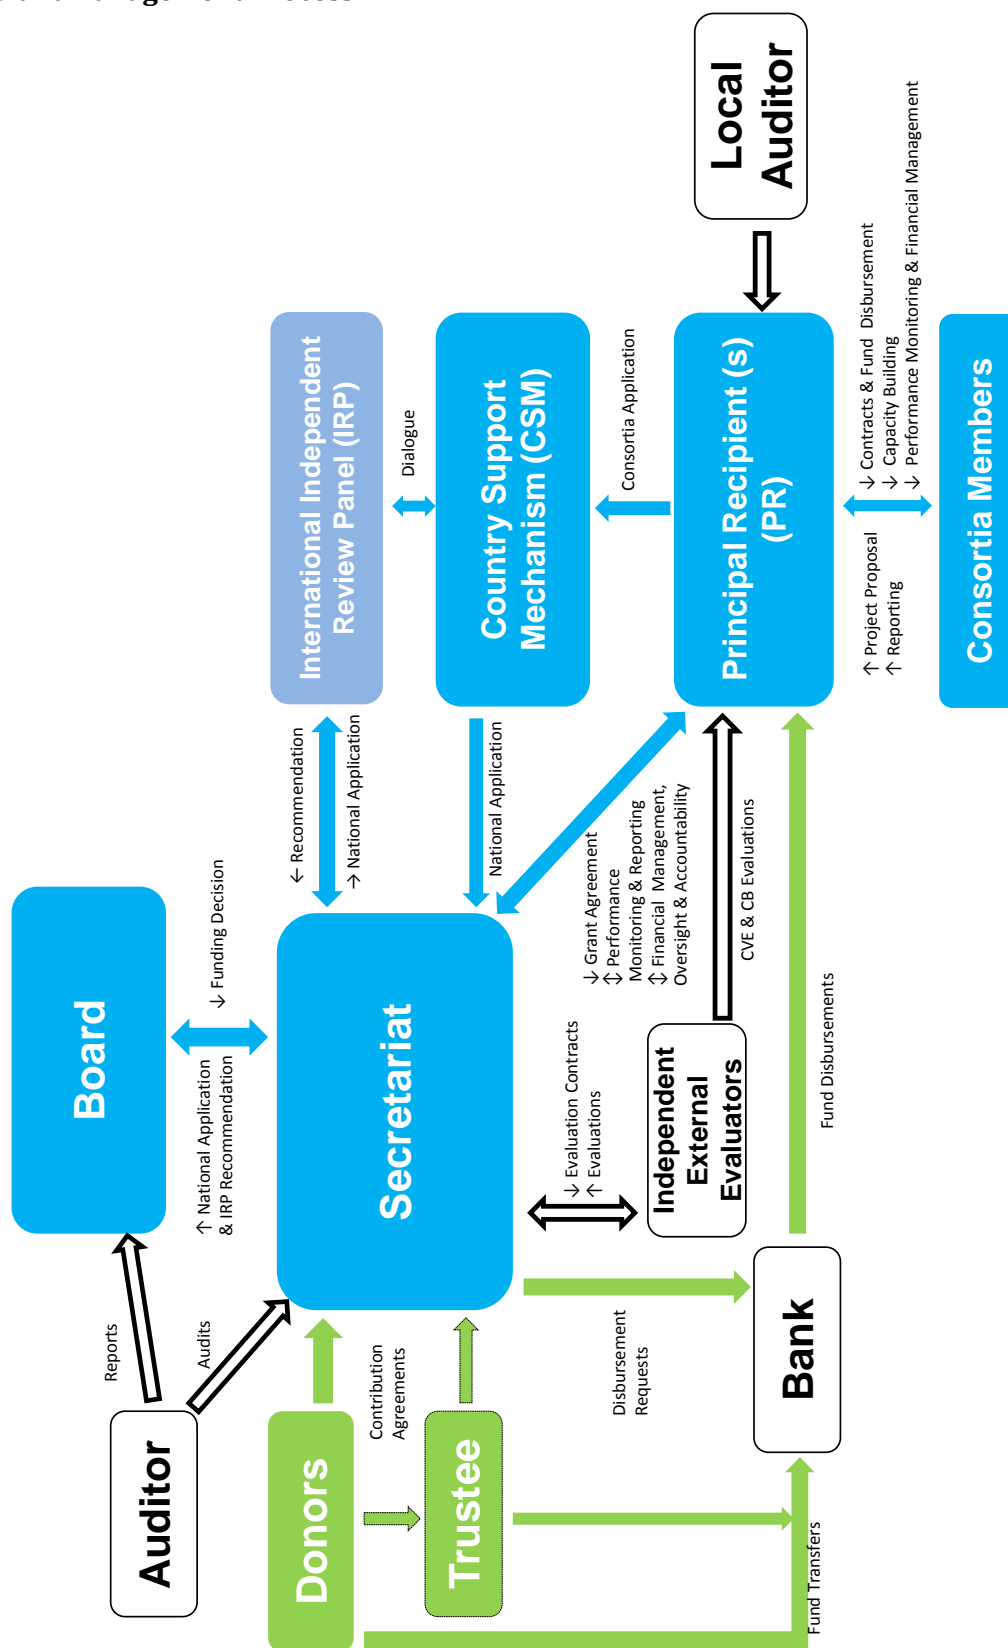 Board
Auditor
Reports
Audits
↑ National Application
& IRP Recommendation
↓ Funding Decision
Donors
Contribution
Agreements
Trustee
Secretariat
← Recommendation
→ National Application
International Independent
Review Panel (IRP)
Dialogue
Country Support
Mechanism (CSM)
National Application
Consortia Application
↓ Grant Agreement
↕ Performance
Monitoring & Reporting
↕ Financial Management,
Oversight & Accountability
↓ Evaluation Contracts
↑ Evaluations
Independent
External
Evaluators
CVE & CB Evaluations
Principal Recipient (s)
(PR)
Local
Auditor
Disbursement
Requests
Bank
Fund Transfers
Fund Disbursements
↑ Project Proposal
↑ Reporting
↓ Contracts & Fund Disbursement
↓ Capacity Building
↓ Performance Monitoring & Financial Management
Consortia Members